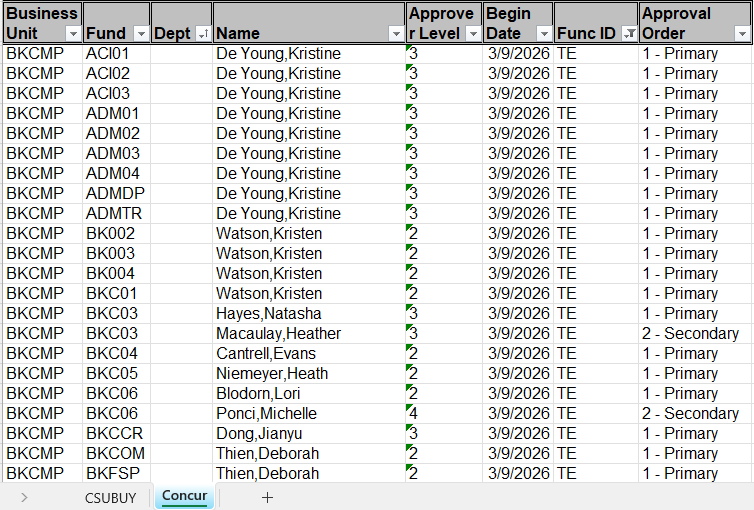 Business Unit Fund Dept Name Approver Level Begin Date Func ID Approval Order
BKCMP ACI01 De Young,Kristine 3 3/9/2026 TE 1 - Primary
BKCMP ACI02 De Young,Kristine 3 3/9/2026 TE 1 - Primary
BKCMP ACI03 De Young,Kristine 3 3/9/2026 TE 1 - Primary
BKCMP ADM01 De Young,Kristine 3 3/9/2026 TE 1 - Primary
BKCMP ADM02 De Young,Kristine 3 3/9/2026 TE 1 - Primary
BKCMP ADM03 De Young,Kristine 3 3/9/2026 TE 1 - Primary
BKCMP ADM04 De Young,Kristine 3 3/9/2026 TE 1 - Primary
BKCMP ADMDP De Young,Kristine 3 3/9/2026 TE 1 - Primary
BKCMP ADMTR De Young,Kristine 3 3/9/2026 TE 1 - Primary
BKCMP BK002 Watson,Kristen 2 3/9/2026 TE 1 - Primary
BKCMP BK003 Watson,Kristen 2 3/9/2026 TE 1 - Primary
BKCMP BK004 Watson,Kristen 2 3/9/2026 TE 1 - Primary
BKCMP BKC01 Watson,Kristen 2 3/9/2026 TE 1 - Primary
BKCMP BKC03 Hayes,Natasha 3 3/9/2026 TE 1 - Primary
BKCMP BKC03 Macaulay,Heather 3 3/9/2026 TE 2 - Secondary
BKCMP BKC04 Cantrell,Evans 2 3/9/2026 TE 1 - Primary
BKCMP BKC05 Niemeyer,Heath 2 3/9/2026 TE 1 - Primary
BKCMP BKC06 Blodorn,Lori 2 3/9/2026 TE 1 - Primary
BKCMP BKC06 Ponci,Michelle 4 3/9/2026 TE 2 - Secondary
BKCMP BKCCR Dong,Jianyu 3 3/9/2026 TE 1 - Primary
BKCMP BKCOM Thien,Deborah 2 3/9/2026 TE 1 - Primary
BKCMP BKFSP Thien,Deborah 2 3/9/2026 TE 1 - Primary
CSUBUY Concur +